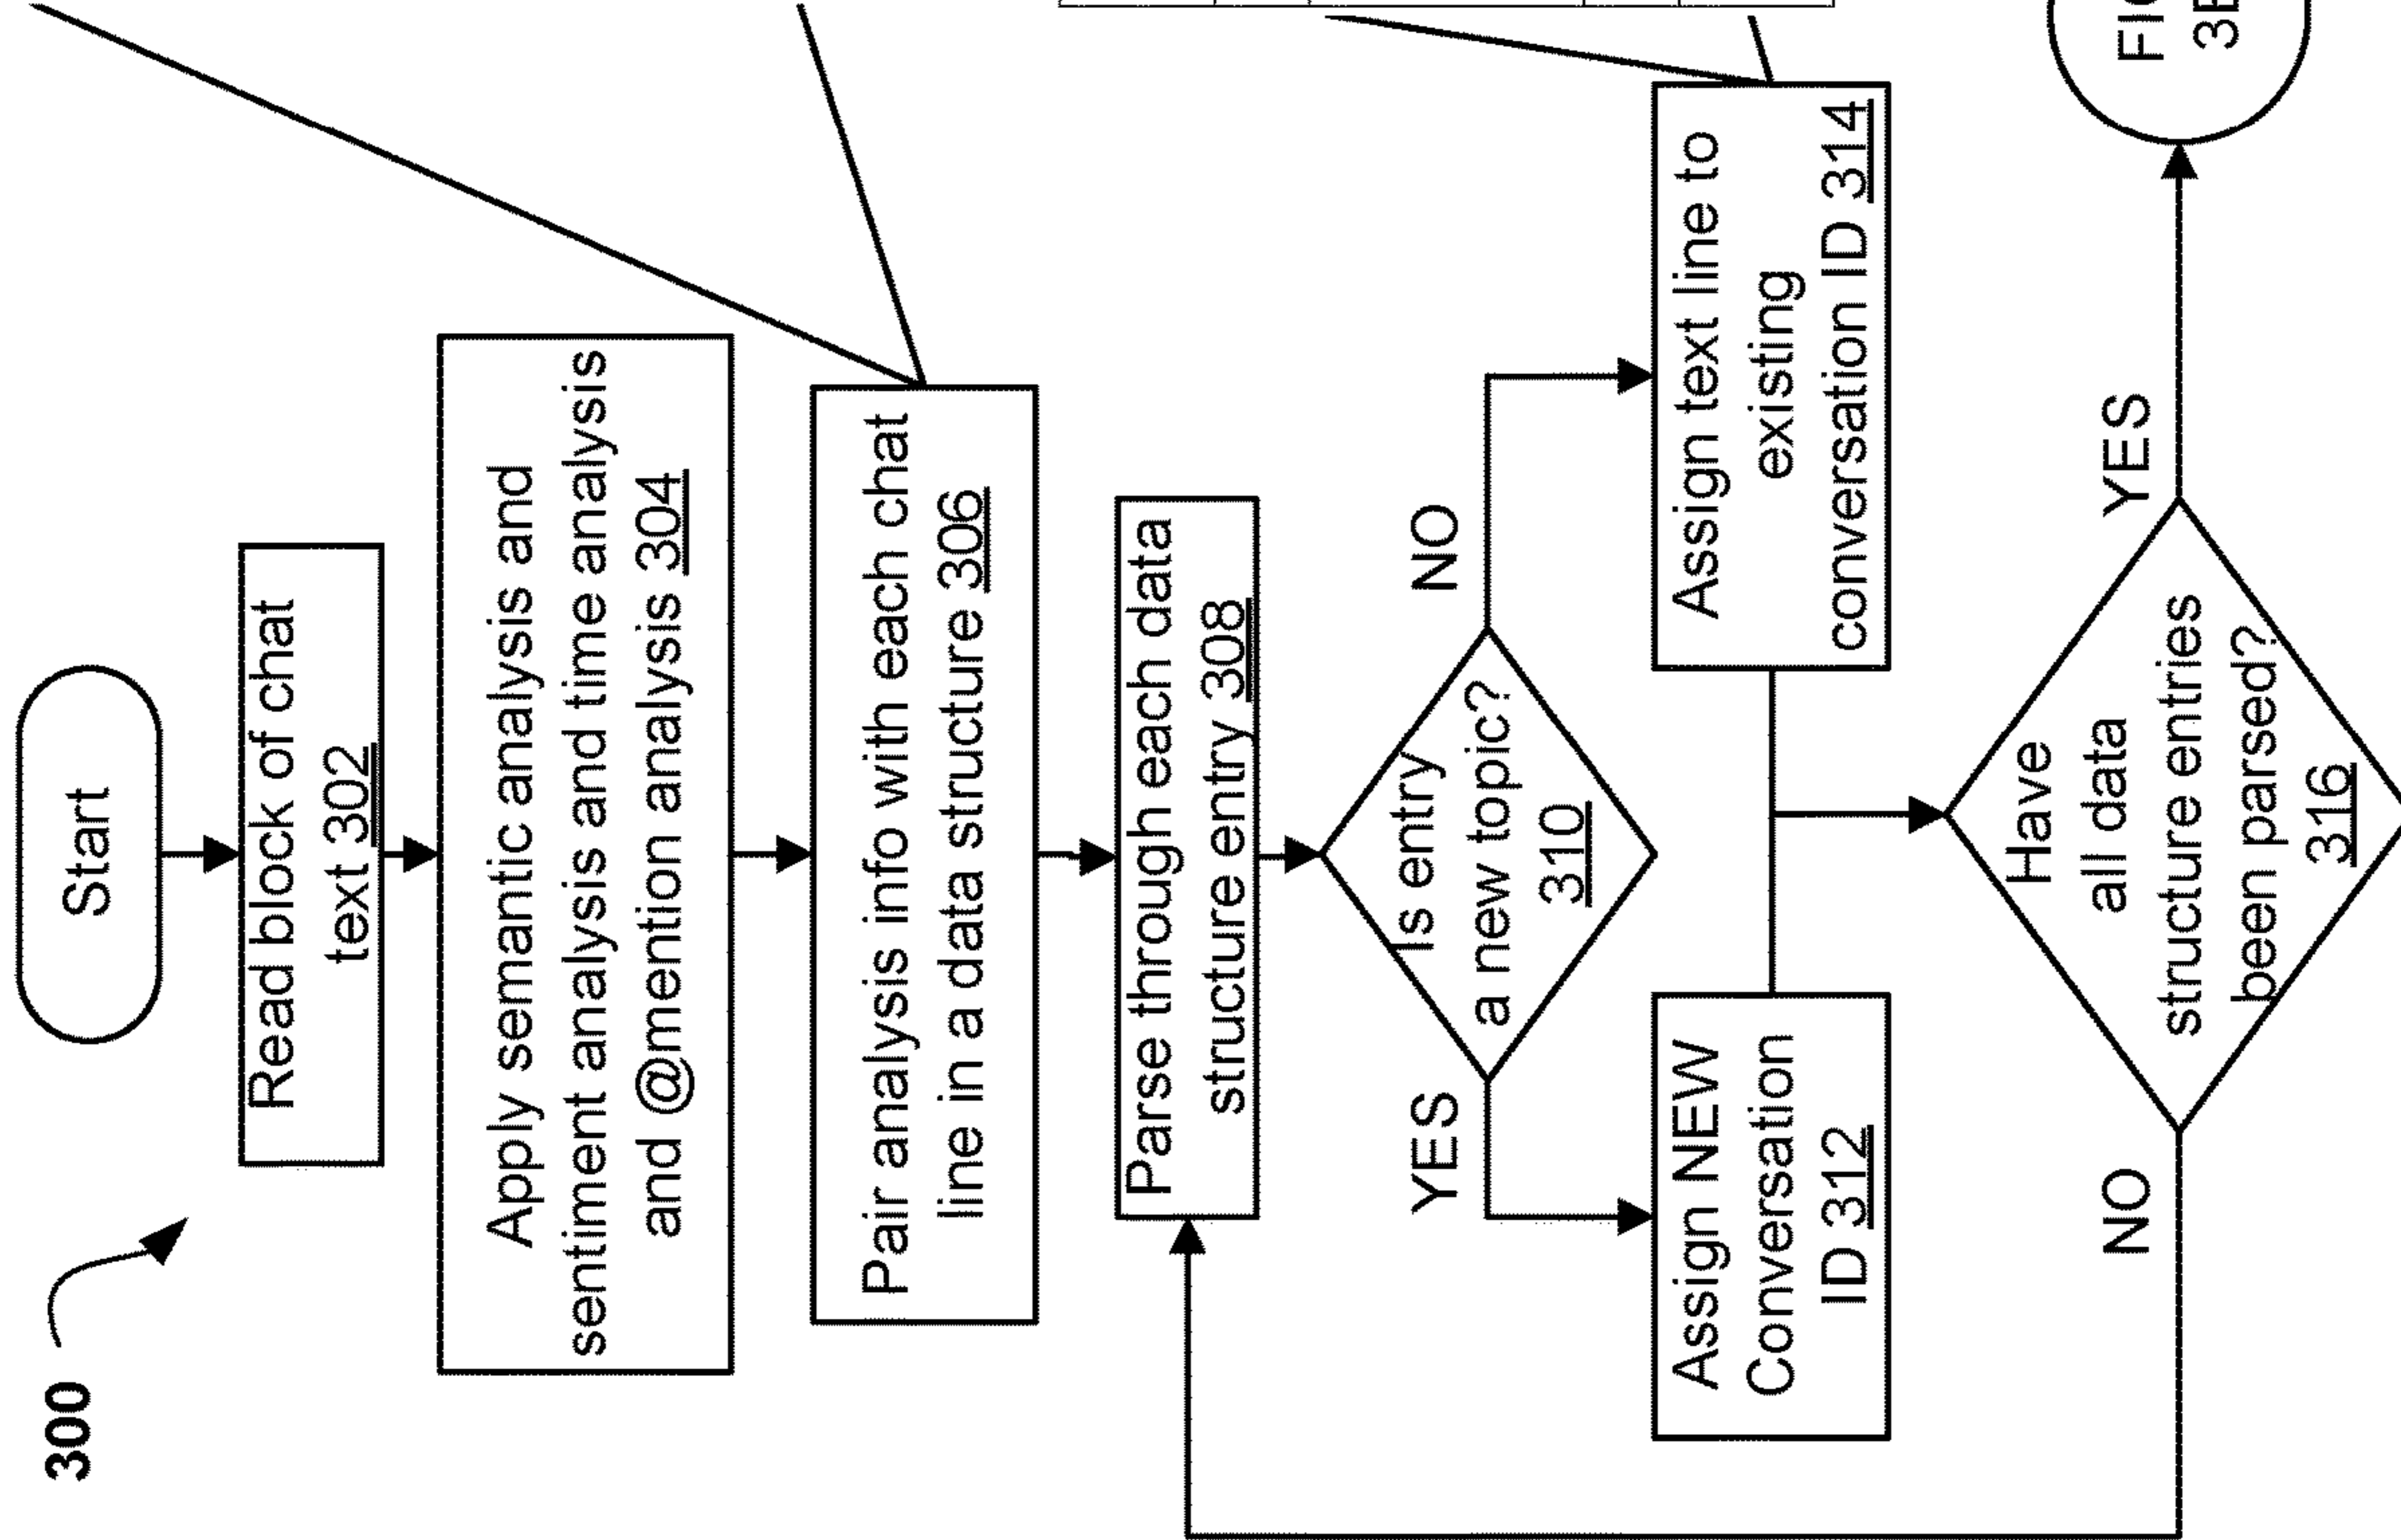 300
Start
Read block of chat
text 302
Apply semantic analysis and
sentiment analysis and time analysis
and @mention analysis 304
Pair analysis info with each chat
line in a data structure 306
Parse through each data
structure entry 308
Is entry
a new topic?
310
YES
NO
Assign NEW
Conversation
ID 312
Assign text line to
existing
conversation ID 314
Have
all data
structure entries
been parsed?
316
NO
YES